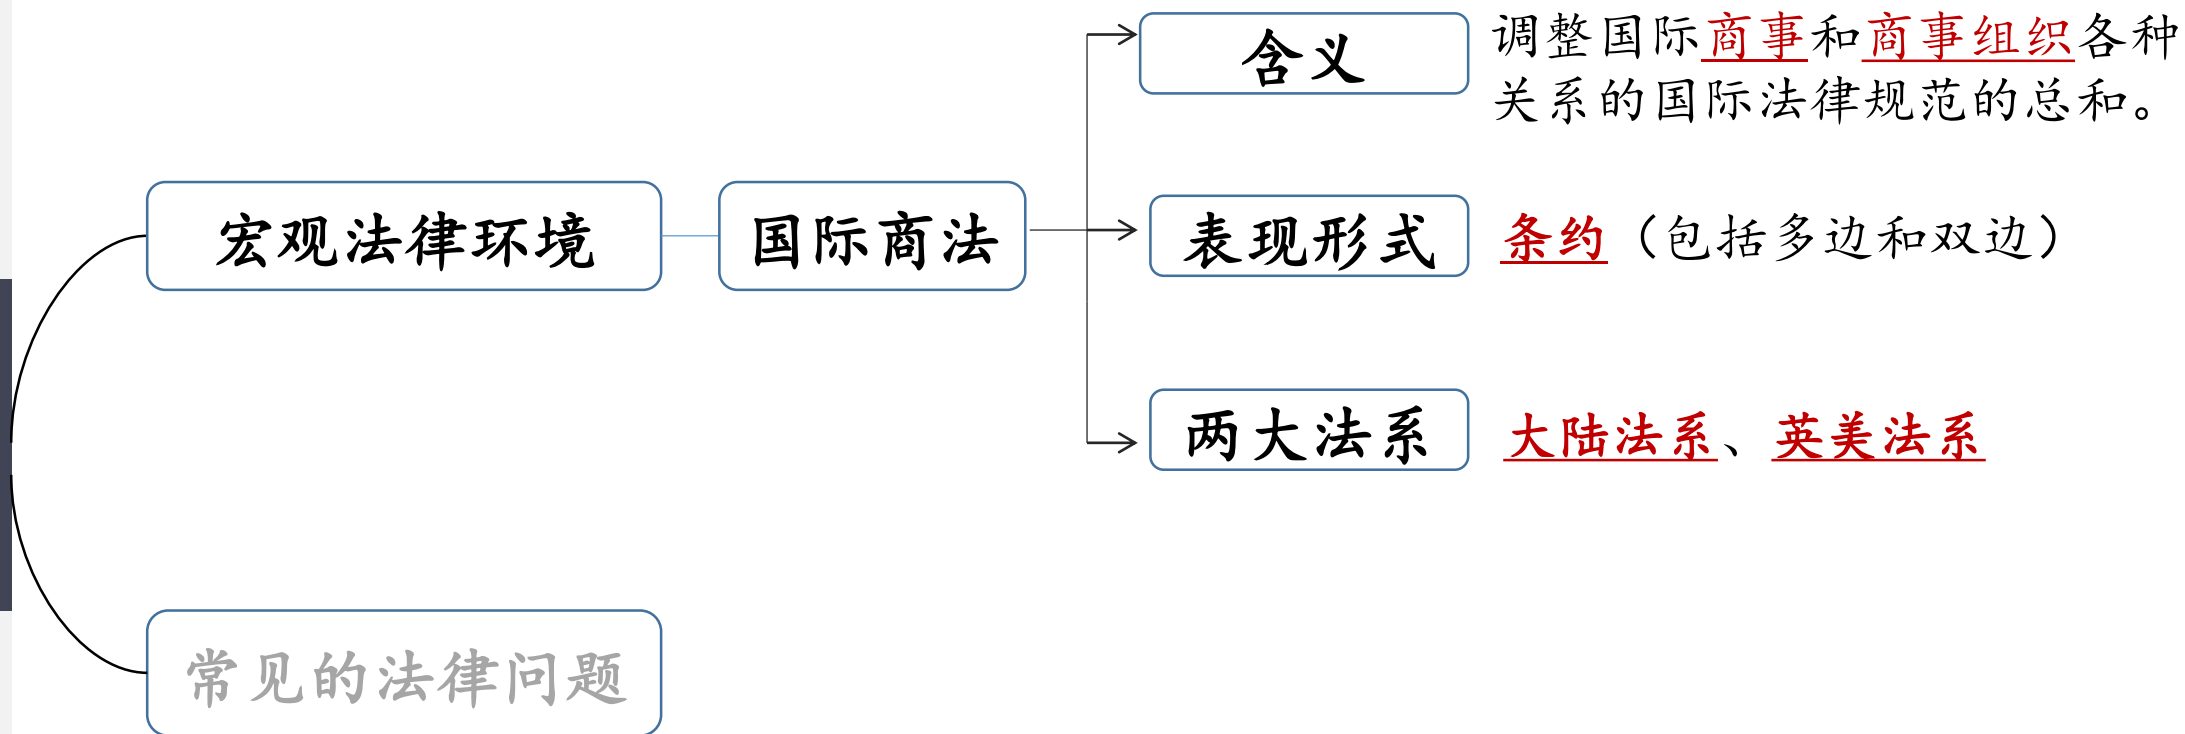 含义
调整国际商事和商事组织各种
关系的国际法律规范的总和。
宏观法律环境
国际商法
表现形式
条约（包括多边和双边）
两大法系
大陆法系、英美法系
常见的法律问题